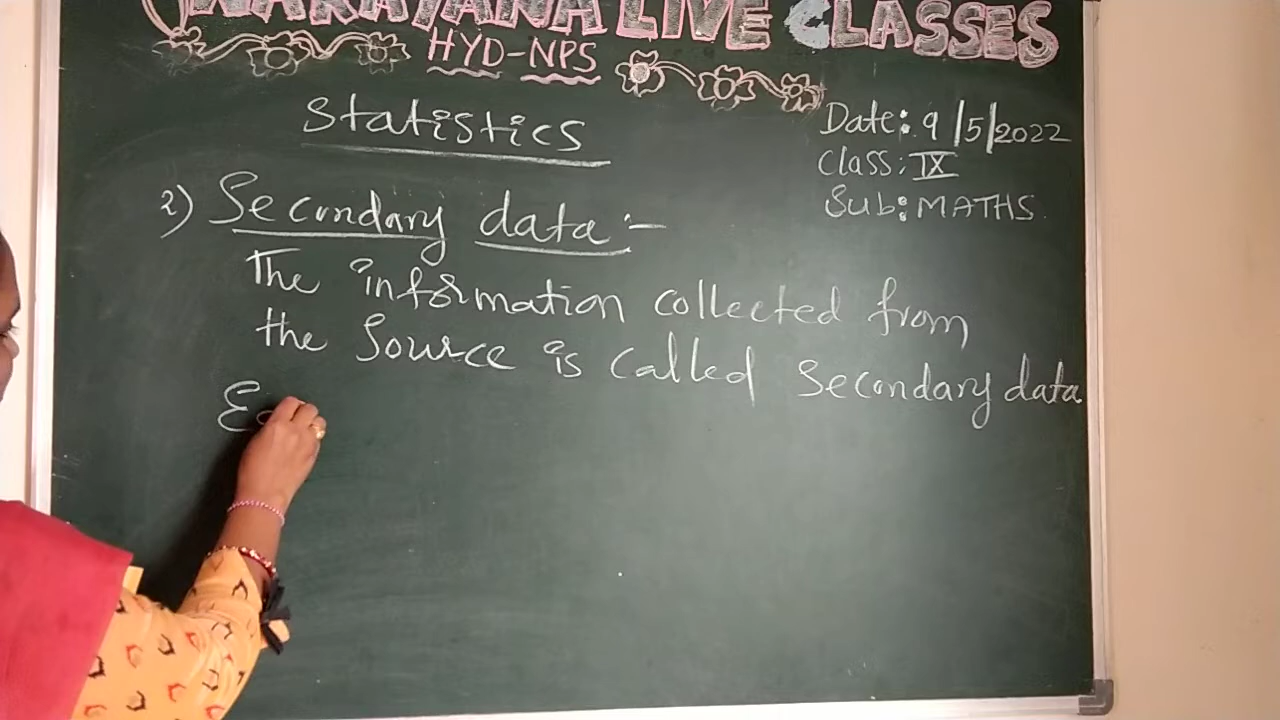 NARAYANA LIVE CLASSES
HYD-NPS
Statistics
Date: 9/5/2022
Class: IX
Sub: MATHS
2) Secondary data :-
The information collected from
the Source is called Secondary data